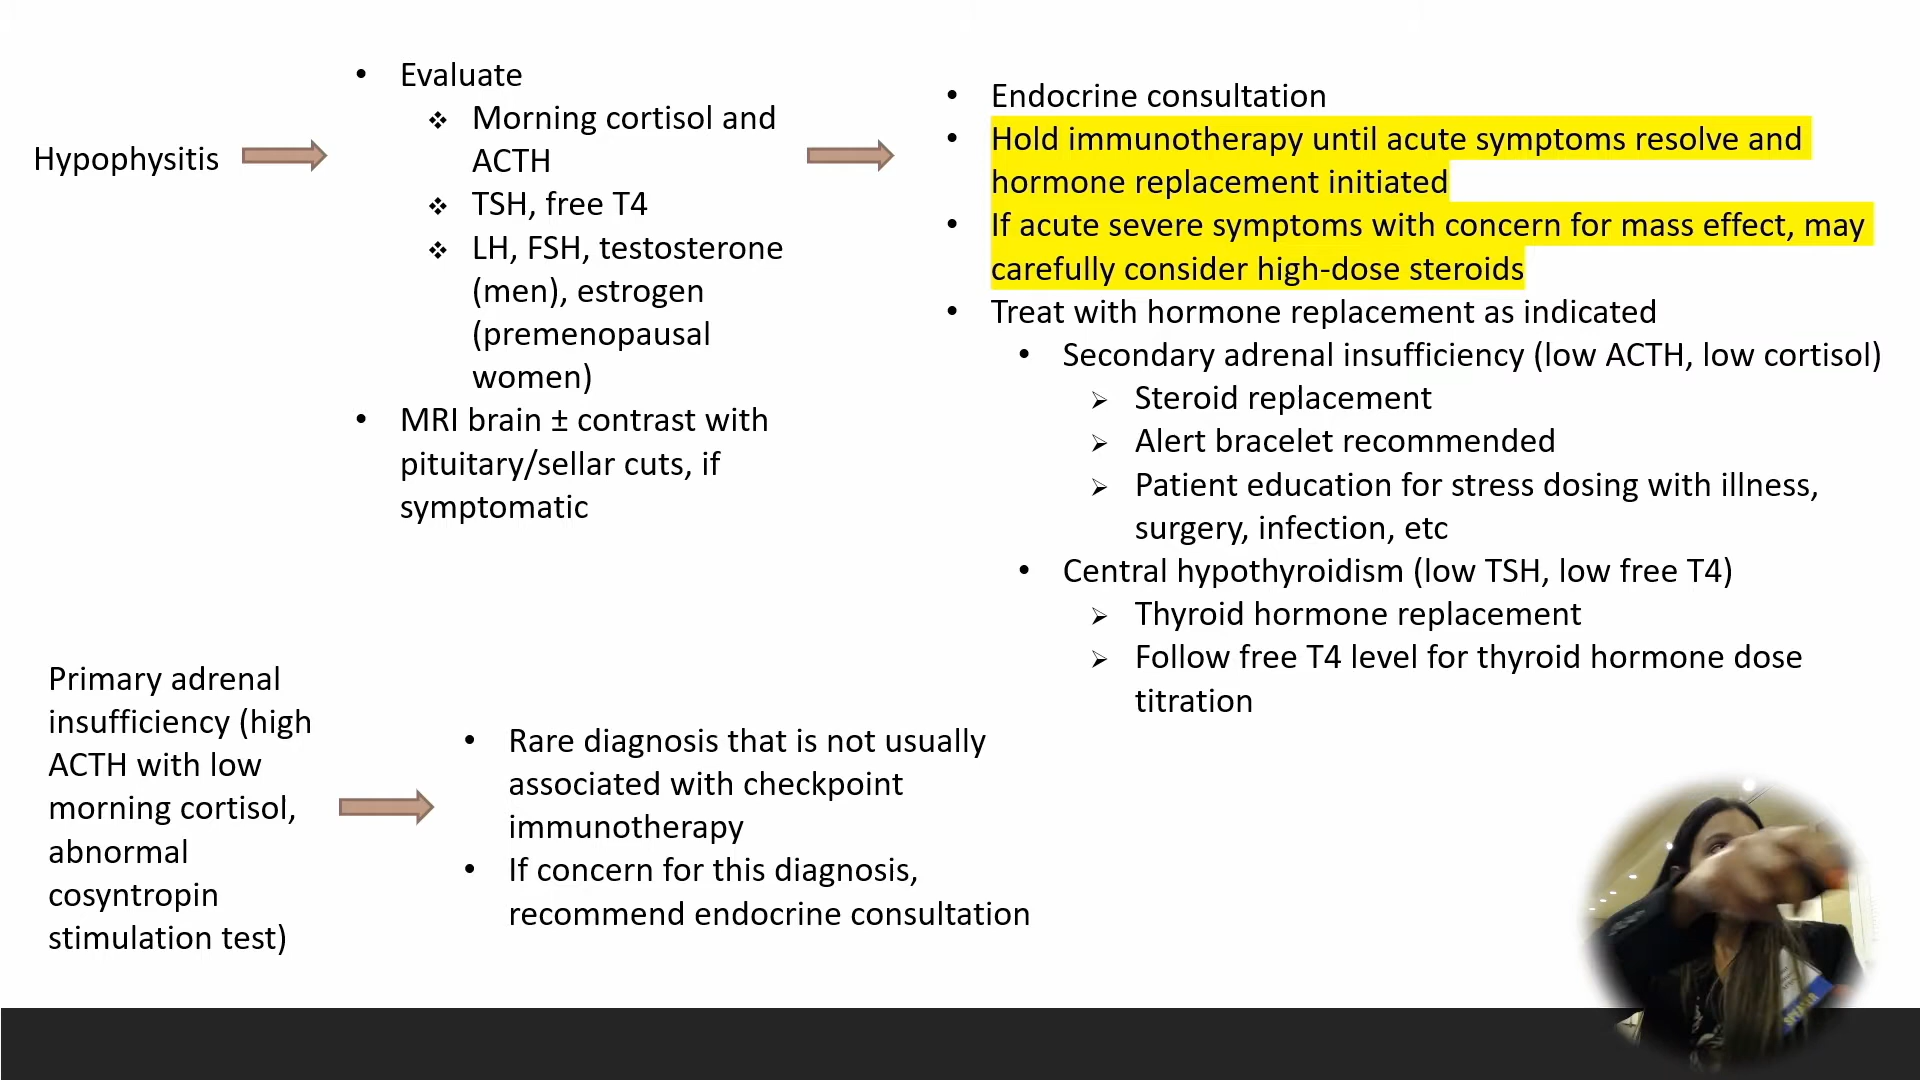 Hypophysitis
• Evaluate
❖ Morning cortisol and
ACTH
❖ TSH, free T4
❖ LH, FSH, testosterone
(men), estrogen
(premenopausal
women)
• MRI brain ± contrast with
pituitary/sellar cuts, if
symptomatic
• Endocrine consultation
• Hold immunotherapy until acute symptoms resolve and
hormone replacement initiated
• If acute severe symptoms with concern for mass effect, may
carefully consider high-dose steroids
• Treat with hormone replacement as indicated
• Secondary adrenal insufficiency (low ACTH, low cortisol)
➢ Steroid replacement
➢ Alert bracelet recommended
➢ Patient education for stress dosing with illness,
surgery, infection, etc
• Central hypothyroidism (low TSH, low free T4)
➢ Thyroid hormone replacement
➢ Follow free T4 level for thyroid hormone dose
titration
Primary adrenal
insufficiency (high
ACTH with low
morning cortisol,
abnormal
cosyntropin
stimulation test)
• Rare diagnosis that is not usually
associated with checkpoint
immunotherapy
• If concern for this diagnosis,
recommend endocrine consultation
SPEAKER